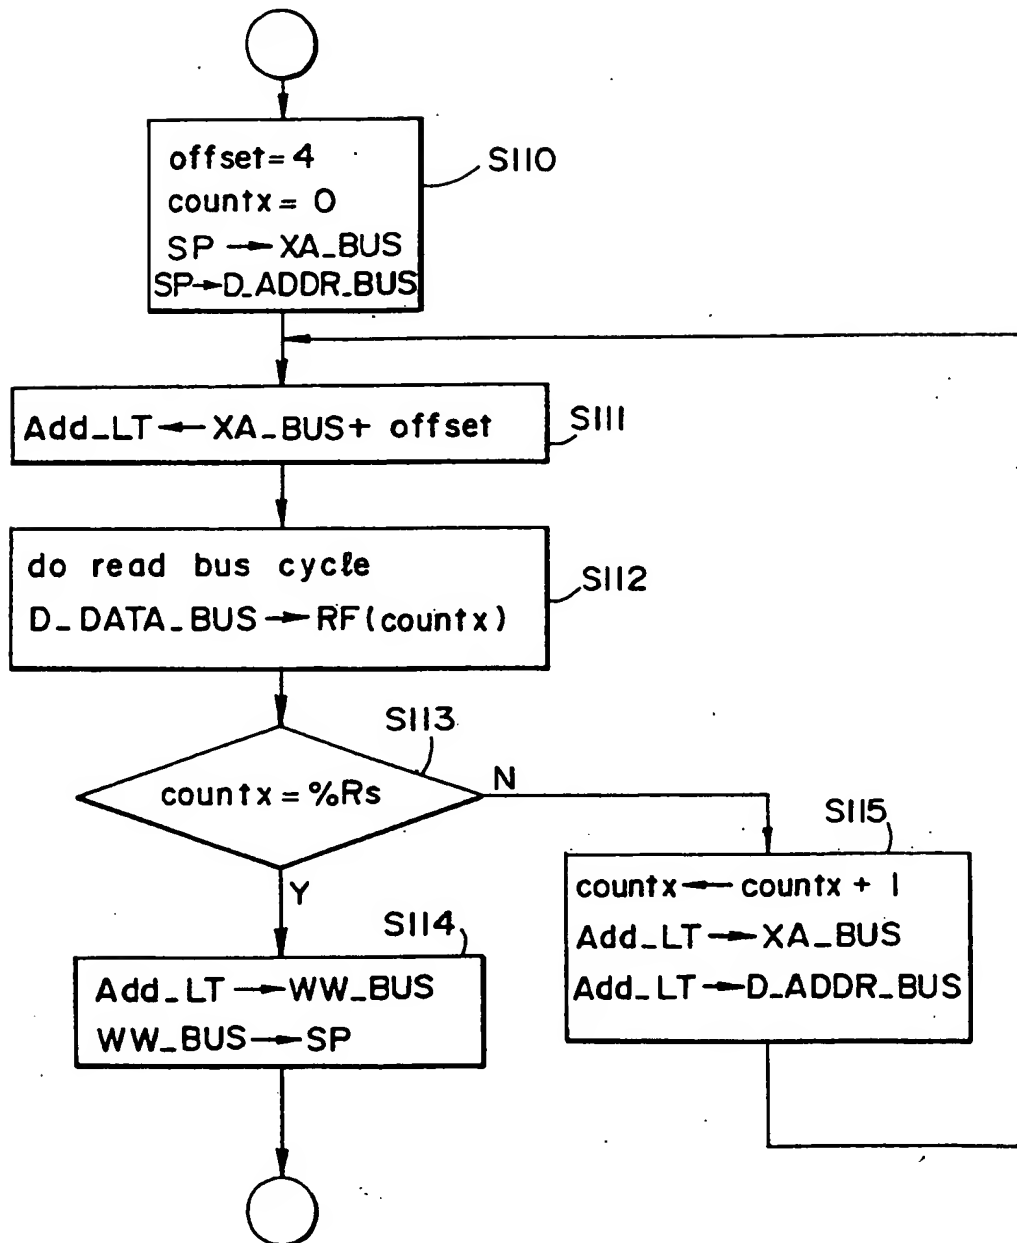 offset=4
countx = 0
SP → XA_BUS
SP→D_ADDR_BUS
S110
Add_LT ← XA_BUS+ offset
S111
do read bus cycle
D_DATA_BUS → RF(countx)
S112
S113
countx = %Rs
N
Y
S115
countx ← countx + 1
Add_LT → XA_BUS
Add_LT → D_ADDR_BUS
S114
Add_LT → WW_BUS
WW_BUS → SP